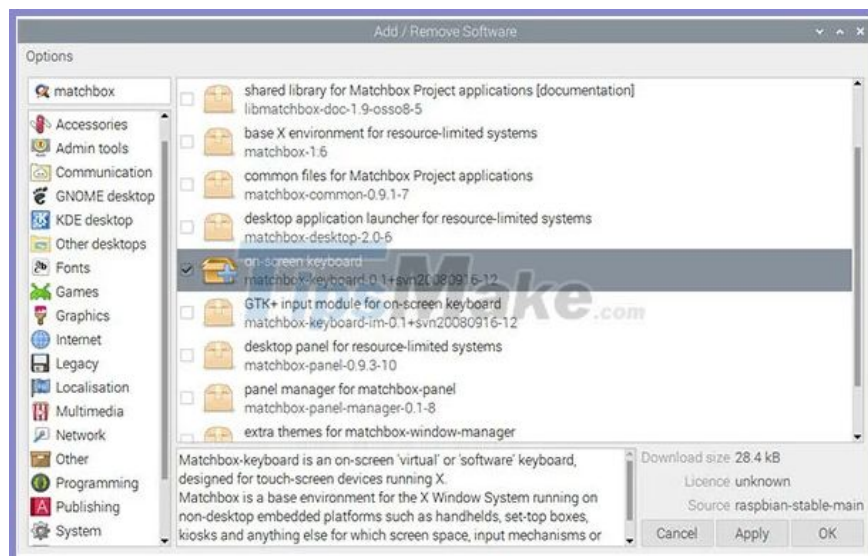 Add / Remove Software
Options
matchbox
Accessories
Admin tools
Communication
GNOME desktop
KDE desktop
Other desktops
Fonts
Games
Graphics
Internet
Legacy
Localisation
Multimedia
Network
Other
Programming
Publishing
System
shared library for Matchbox Project applications [documentation]
libmatchbox-doc-1.9-osso8-5
base X environment for resource-limited systems
matchbox-1:6
common files for Matchbox Project applications
matchbox-common-0.9.1-7
desktop application launcher for resource-limited systems
matchbox-desktop-2.0-6
on-screen keyboard
matchbox-keyboard-0.1+svn20080916-12
GTK+ input module for on-screen keyboard
matchbox-keyboard-im-0.1+svn20080916-12
desktop panel for resource-limited systems
matchbox-panel-0.9.3-10
panel manager for matchbox-panel
matchbox-panel-manager-0.1-8
extra themes for matchbox-window-manager
TipsMake.com
Matchbox-keyboard is an on-screen 'virtual' or 'software' keyboard,
designed for touch-screen devices running X.
Matchbox is a base environment for the X Window System running on
non-desktop embedded platforms such as handhelds, set-top boxes,
kiosks and anything else for which screen space, input mechanisms or
Download size 28.4 kB
Licence unknown
Source raspbian-stable-main
Cancel Apply OK